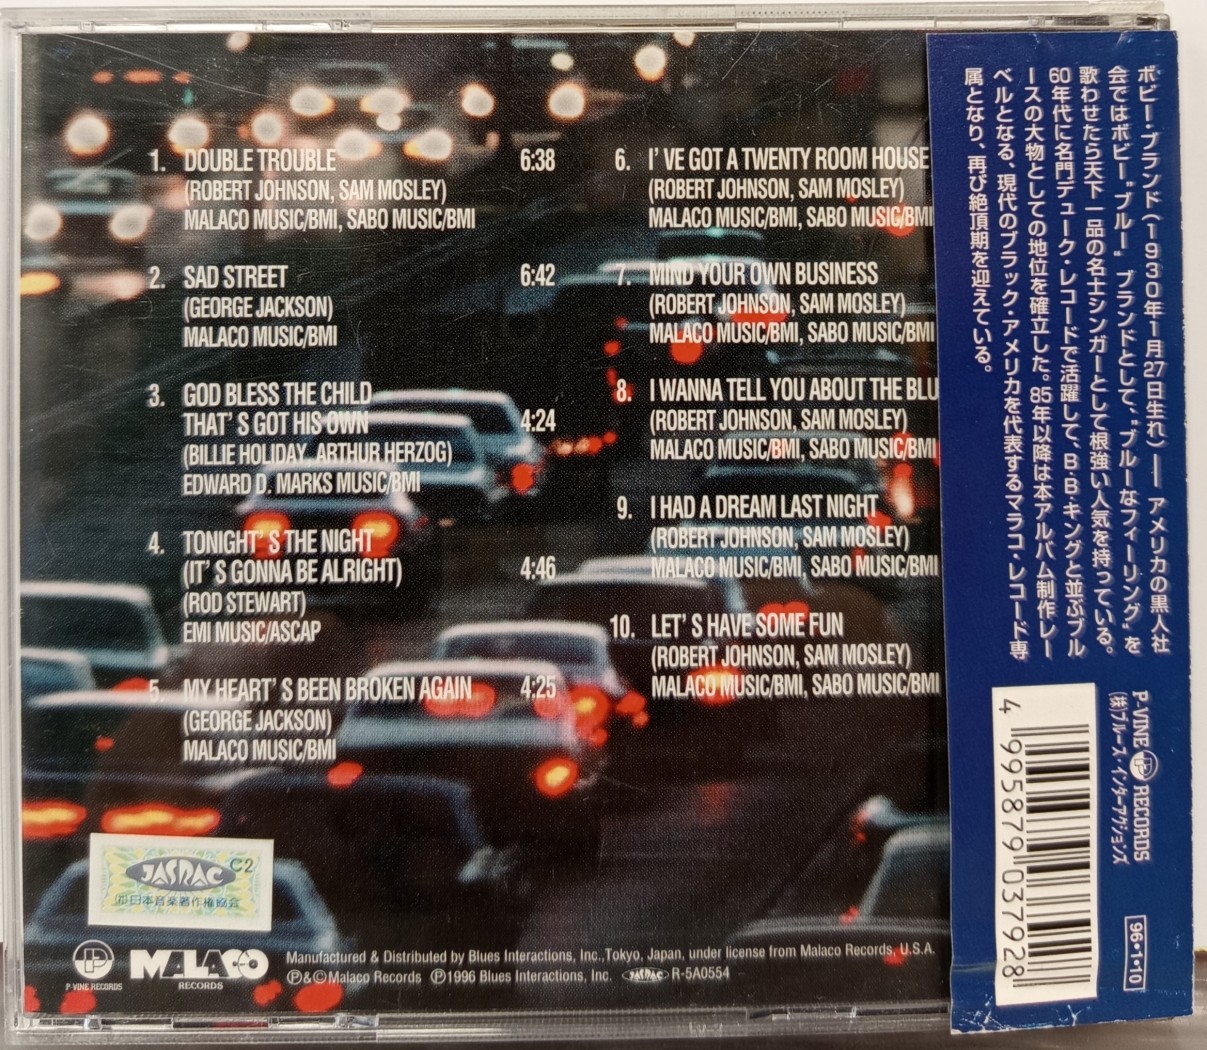 1. DOUBLE TROUBLE 6:38
(ROBERT JOHNSON, SAM MOSLEY)
MALACO MUSIC/BMI, SABO MUSIC/BMI
2. SAD STREET 6:42
(GEORGE JACKSON)
MALACO MUSIC/BMI
3. GOD BLESS THE CHILD
THAT'S GOT HIS OWN 4:24
(BILLIE HOLIDAY, ARTHUR HERZOG)
EDWARD D. MARKS MUSIC/BMI
4. TONIGHT'S THE NIGHT
(IT'S GONNA BE ALRIGHT) 4:46
(ROD STEWART)
EMI MUSIC/ASCAP
5. MY HEART'S BEEN BROKEN AGAIN 4:25
(GEORGE JACKSON)
MALACO MUSIC/BMI
6. I'VE GOT A TWENTY ROOM HOUSE
(ROBERT JOHNSON, SAM MOSLEY)
MALACO MUSIC/BMI, SABO MUSIC/BMI
7. MIND YOUR OWN BUSINESS
(ROBERT JOHNSON, SAM MOSLEY)
MALACO MUSIC/BMI, SABO MUSIC/BMI
8. I WANNA TELL YOU ABOUT THE BLU
(ROBERT JOHNSON, SAM MOSLEY)
MALACO MUSIC/BMI, SABO MUSIC/BMI
9. I HAD A DREAM LAST NIGHT
(ROBERT JOHNSON, SAM MOSLEY)
MALACO MUSIC/BMI, SABO MUSIC/BMI
10. LET'S HAVE SOME FUN
(ROBERT JOHNSON, SAM MOSLEY)
MALACO MUSIC/BMI, SABO MUSIC/BMI
JASRAC C2
日本音楽著作権協会
P-VINE RECORDS
MALACO
RECORDS
Manufactured & Distributed by Blues Interactions, Inc.,Tokyo, Japan, under license from Malaco Records, U.S.A.
Ⓟ&©Malaco Records Ⓟ1996 Blues Interactions, Inc. JASRAC R-5A0554
ボビー・ブランド(1930年1月27日生れ)── アメリカの黒人社
会ではボビー"ブルー" ブランドとして、"ブルーなフィーリング"を
歌わせたら天下一品の名士シンガーとして根強い人気を持っている。
60年代に名門デューク・レコードで活躍して、B.B.キングと並ぶブル
ースの大物としての地位を確立した。85年以降は本アルバム制作レー
ベルとなる、現代のブラック・アメリカを代表するマラコ・レコード専
属となり、再び絶頂期を迎えている。
P-VINE RECORDS
(株)ブルース・インターアクションズ
96・1・10
4 995879 037928